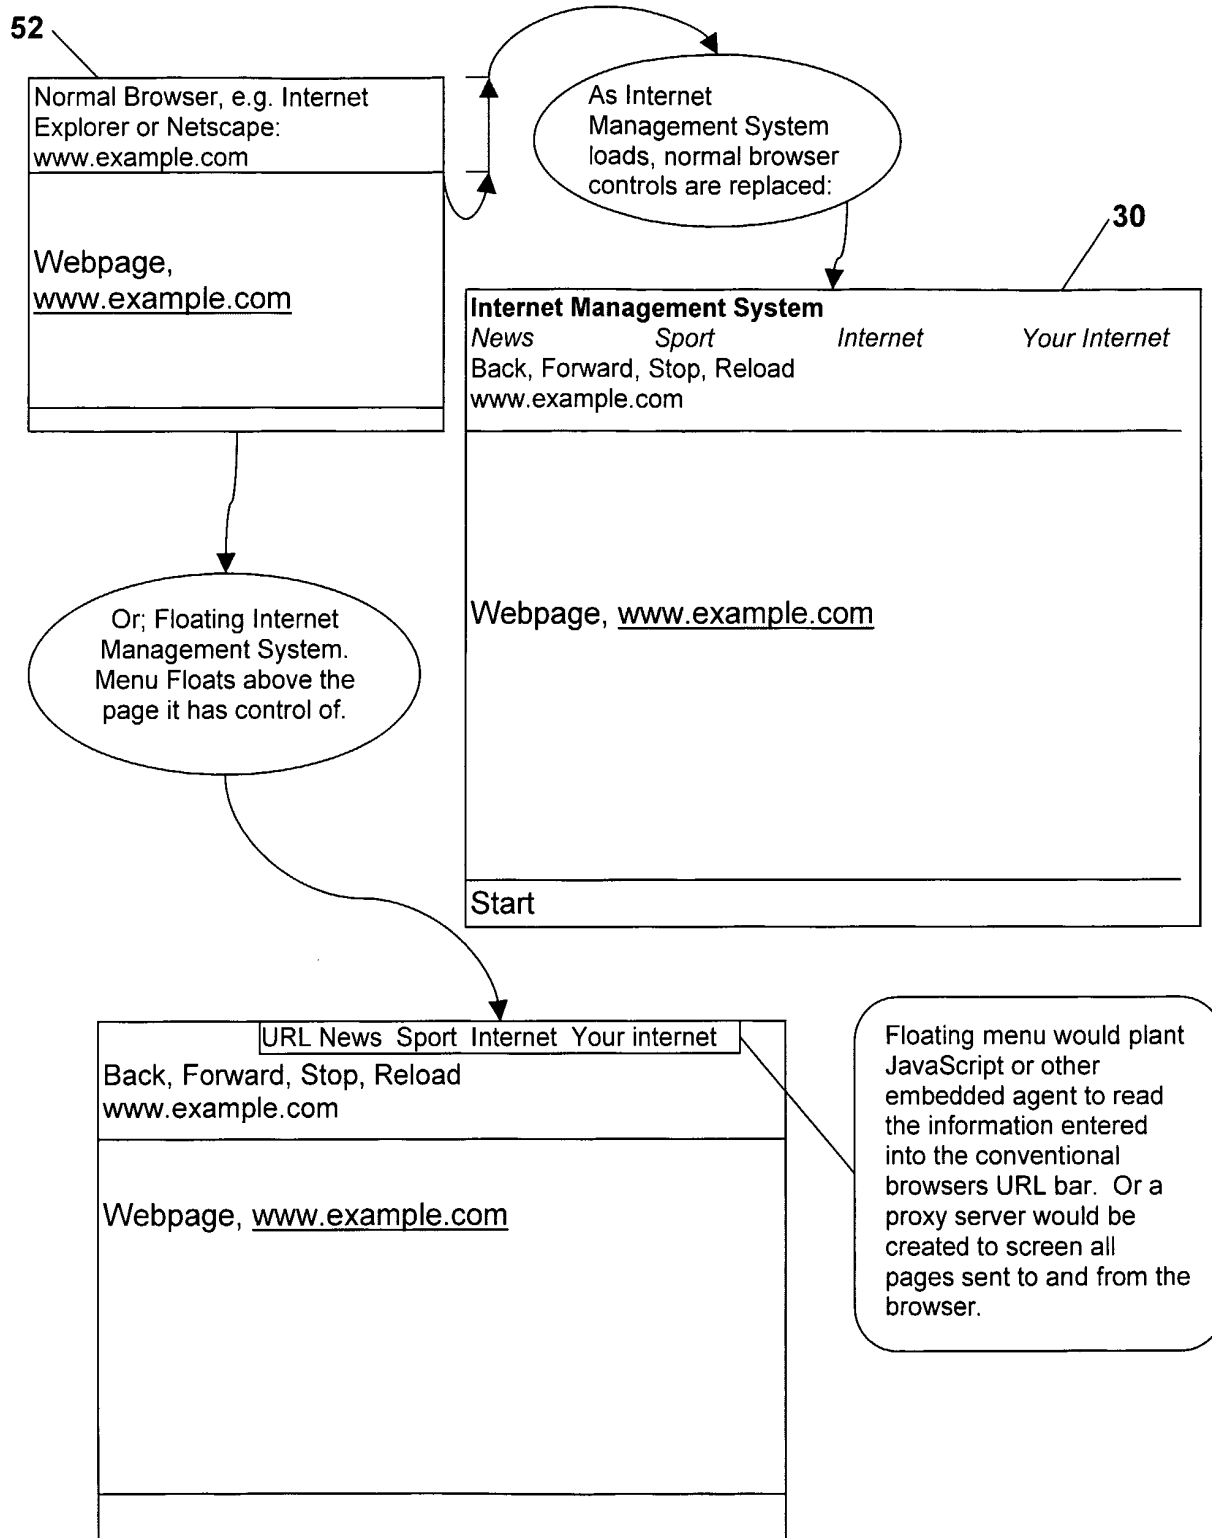 52
Normal Browser, e.g. Internet
Explorer or Netscape:
www.example.com
Webpage,
www.example.com
As Internet
Management System
loads, normal browser
controls are replaced:
30
Internet Management System
News Sport Internet Your Internet
Back, Forward, Stop, Reload
www.example.com
Webpage, www.example.com
Start
Or; Floating Internet
Management System.
Menu Floats above the
page it has control of.
URL News Sport Internet Your internet
Back, Forward, Stop, Reload
www.example.com
Webpage, www.example.com
Floating menu would plant
JavaScript or other
embedded agent to read
the information entered
into the conventional
browsers URL bar. Or a
proxy server would be
created to screen all
pages sent to and from the
browser.